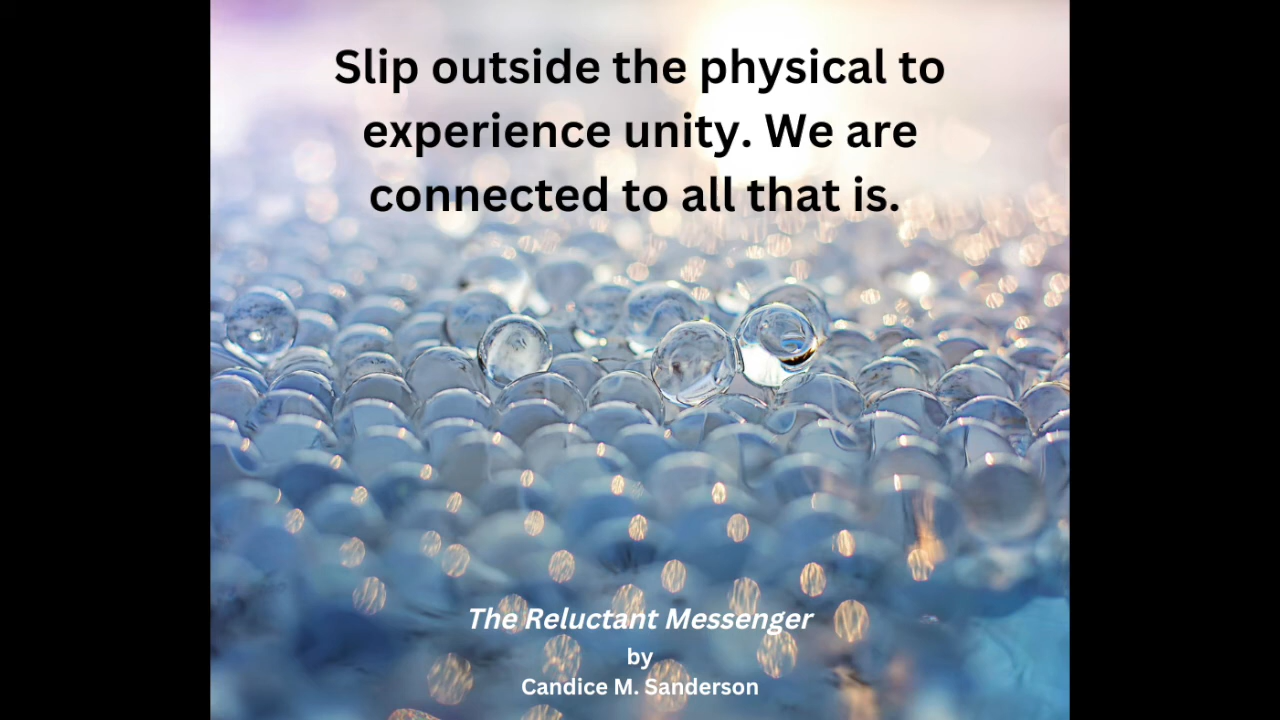 Slip outside the physical to
experience unity. We are
connected to all that is.
The Reluctant Messenger
by
Candice M. Sanderson